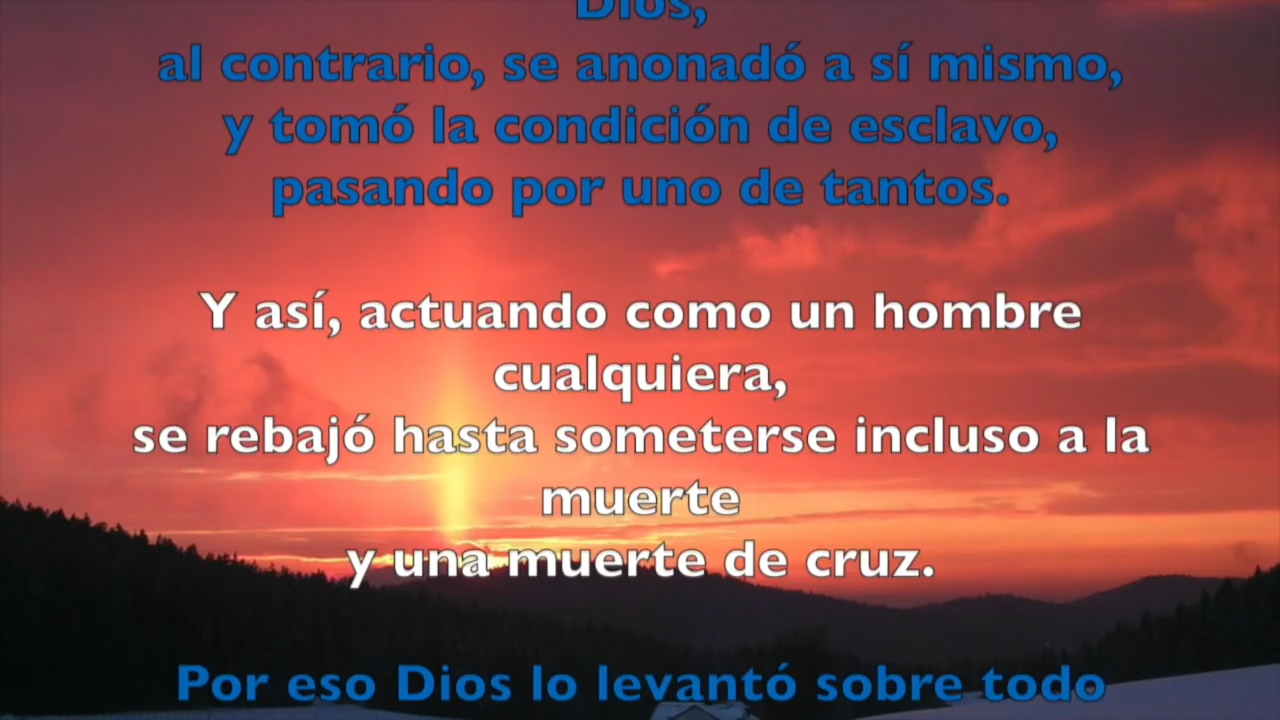 Dios,
al contrario, se anonadó a sí mismo,
y tomó la condición de esclavo,
pasando por uno de tantos.
Y así, actuando como un hombre
cualquiera,
se rebajó hasta someterse incluso a la
muerte
y una muerte de cruz.
Por eso Dios lo levantó sobre todo